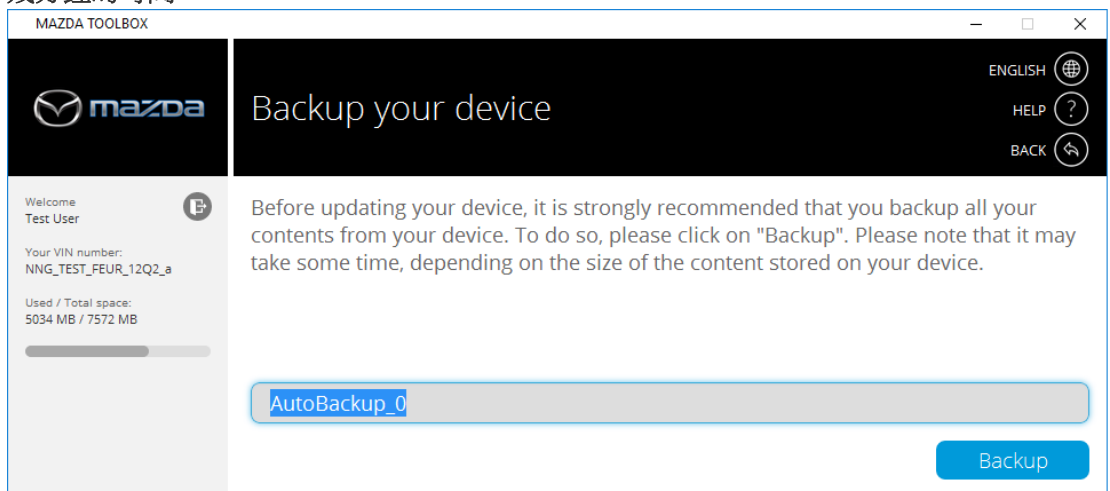 MAZDA TOOLBOX
mazda
Backup your device
ENGLISH
HELP ?
BACK
Welcome
Test User
Your VIN number:
NNG_TEST_FEUR_12Q2_a
Used / Total space:
5034 MB / 7572 MB
Before updating your device, it is strongly recommended that you backup all your
contents from your device. To do so, please click on "Backup". Please note that it may
take some time, depending on the size of the content stored on your device.
AutoBackup_0
Backup